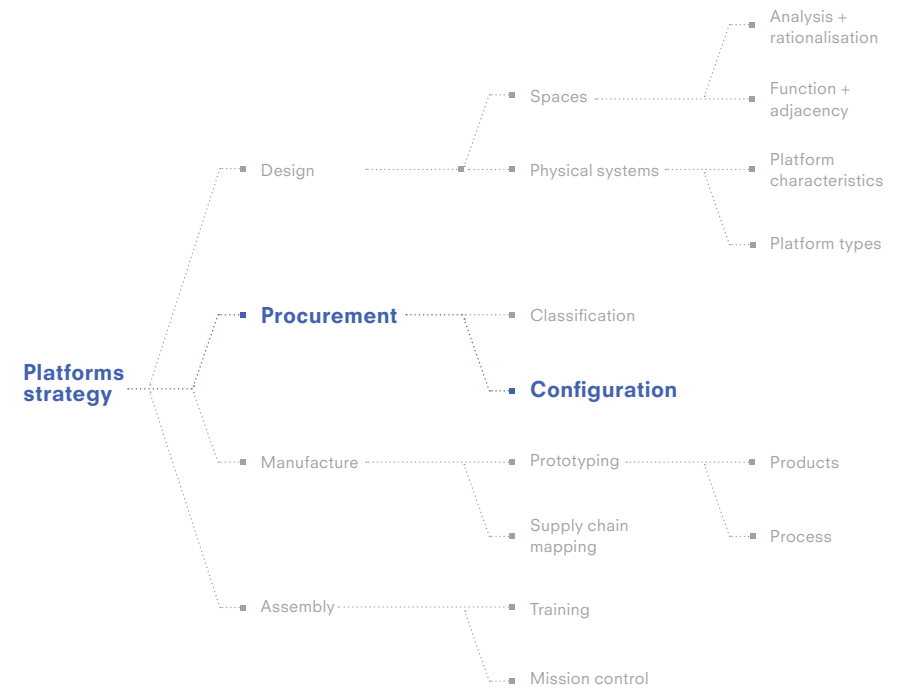 Analysis +
rationalisation
Spaces
Function +
adjacency
Design
Physical systems
Platform
characteristics
Platform types
Procurement
Classification
Platforms
strategy
Configuration
Manufacture
Prototyping
Products
Supply chain
mapping
Process
Assembly
Training
Mission control